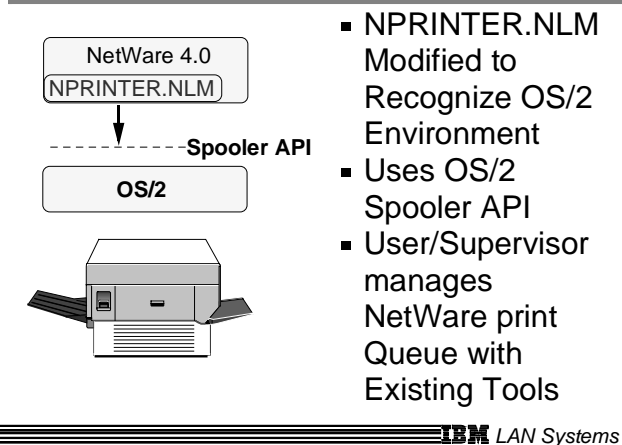 NetWare 4.0
NPRINTER.NLM
Spooler API
OS/2
▪ NPRINTER.NLM
Modified to
Recognize OS/2
Environment
▪ Uses OS/2
Spooler API
▪ User/Supervisor
manages
NetWare print
Queue with
Existing Tools
IBM LAN Systems